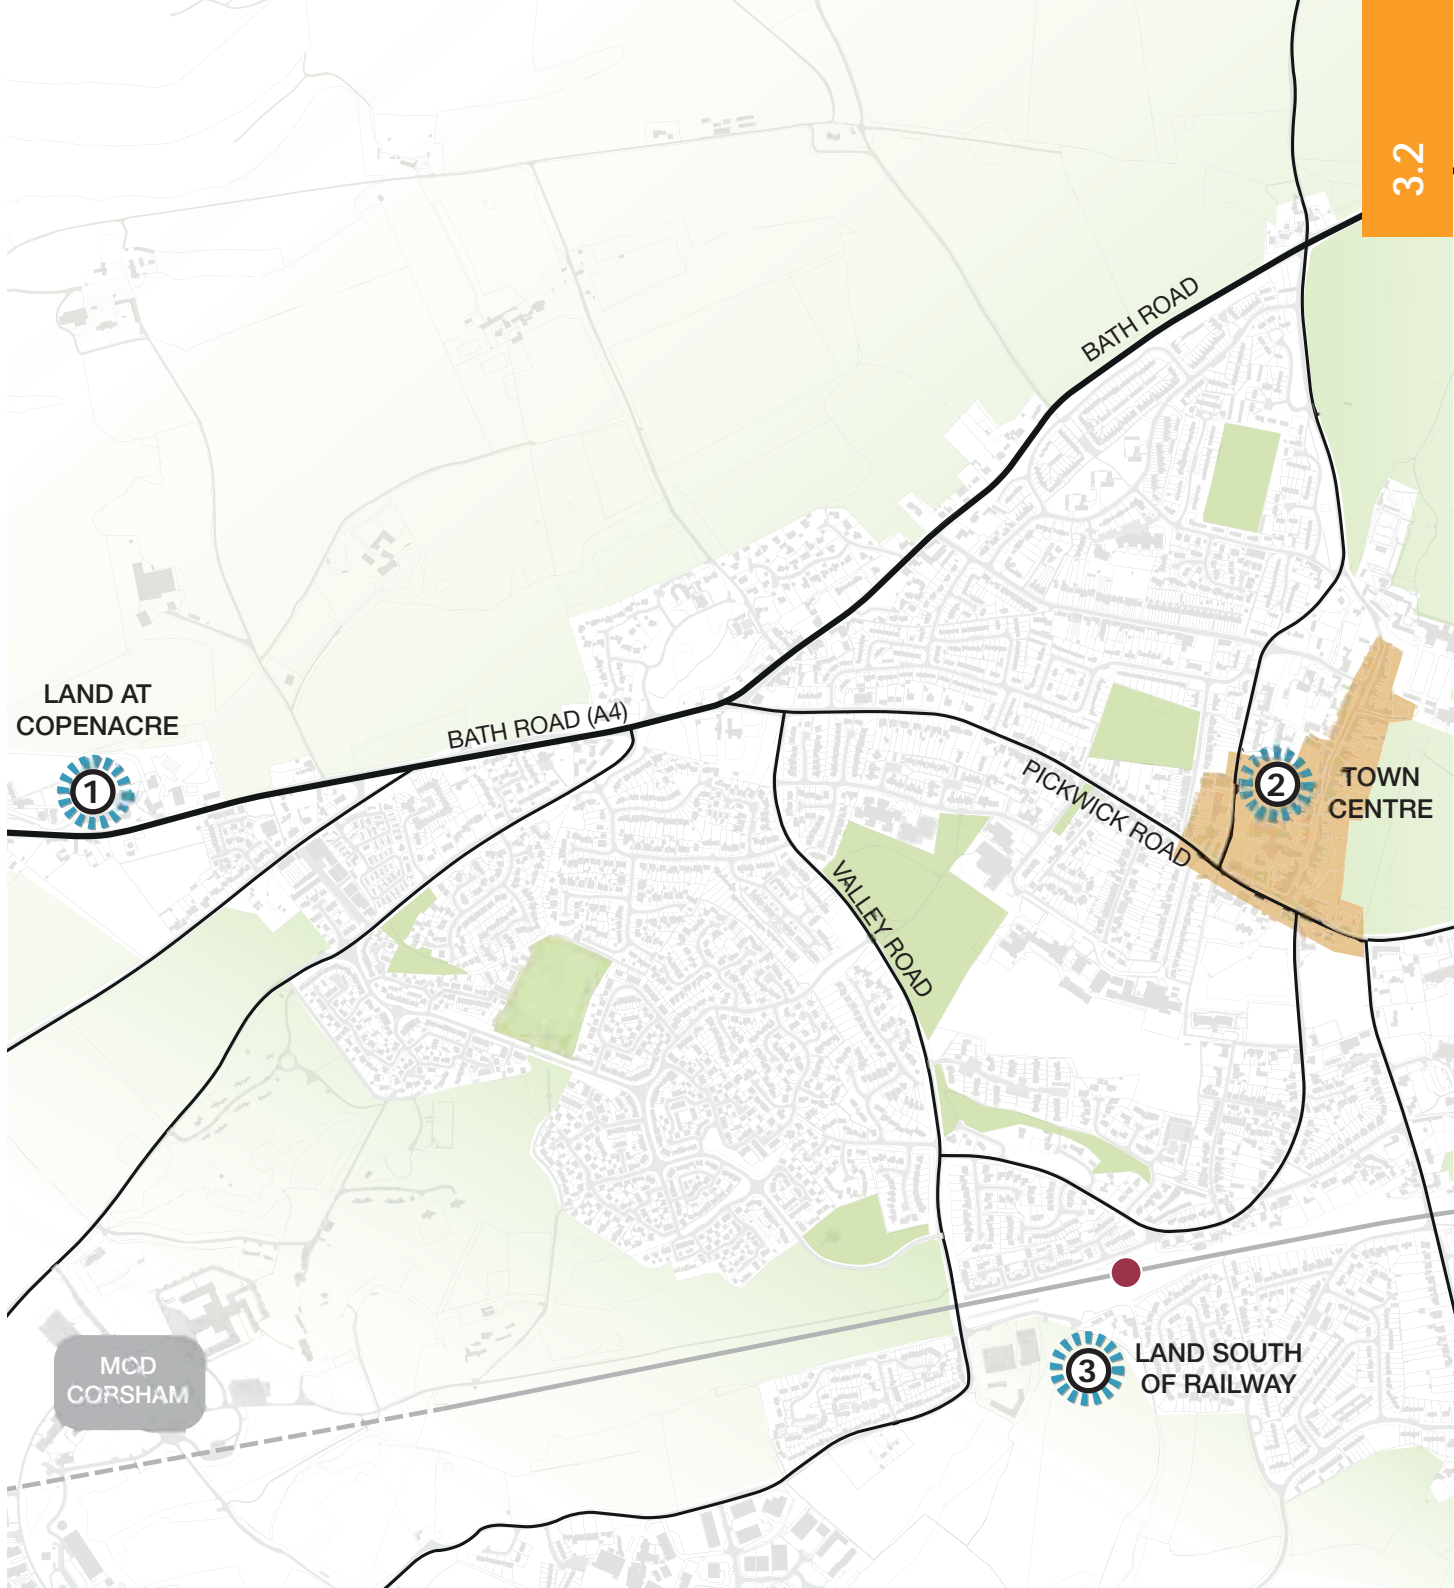 3.2
BATH ROAD
LAND AT
COPENACRE
1
BATH ROAD (A4)
PICKWICK ROAD
2
TOWN
CENTRE
VALLEY ROAD
3
LAND SOUTH
OF RAILWAY
MOD
CORSHAM